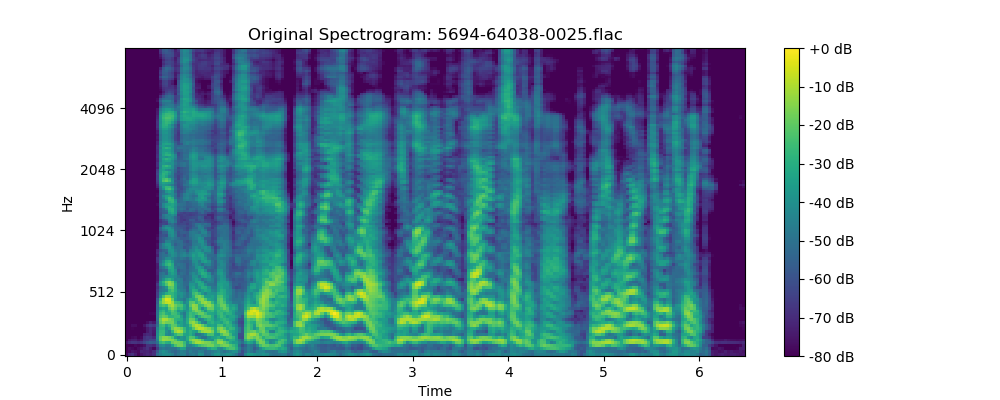 Original Spectrogram: 5694-64038-0025.flac
Hz
4096
2048
1024
512
0
0 1 2 3 4 5 6
Time
+0 dB
-10 dB
-20 dB
-30 dB
-40 dB
-50 dB
-60 dB
-70 dB
-80 dB